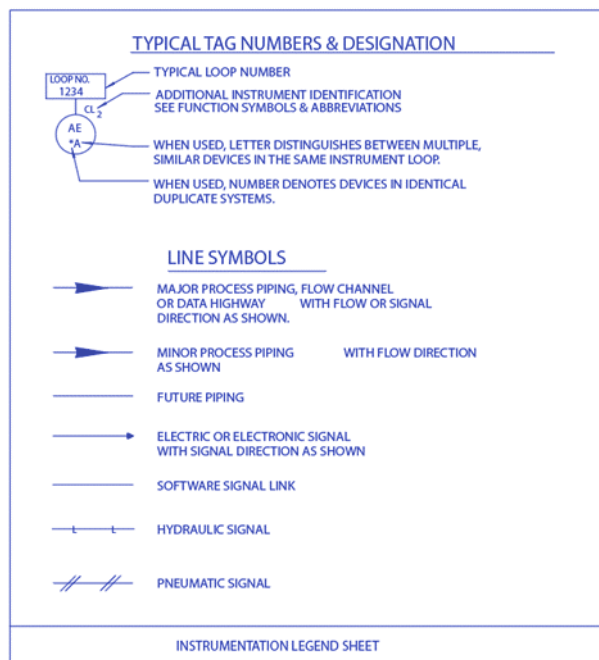 TYPICAL TAG NUMBERS & DESIGNATION
LOOP NO.
1234
TYPICAL LOOP NUMBER
CL2
ADDITIONAL INSTRUMENT IDENTIFICATION
SEE FUNCTION SYMBOLS & ABBREVIATIONS
AE
*A
WHEN USED, LETTER DISTINGUISHES BETWEEN MULTIPLE,
SIMILAR DEVICES IN THE SAME INSTRUMENT LOOP.
WHEN USED, NUMBER DENOTES DEVICES IN IDENTICAL
DUPLICATE SYSTEMS.
LINE SYMBOLS
MAJOR PROCESS PIPING, FLOW CHANNEL
OR DATA HIGHWAY WITH FLOW OR SIGNAL
DIRECTION AS SHOWN.
MINOR PROCESS PIPING WITH FLOW DIRECTION
AS SHOWN
FUTURE PIPING
ELECTRIC OR ELECTRONIC SIGNAL
WITH SIGNAL DIRECTION AS SHOWN
SOFTWARE SIGNAL LINK
L L HYDRAULIC SIGNAL
PNEUMATIC SIGNAL
INSTRUMENTATION LEGEND SHEET